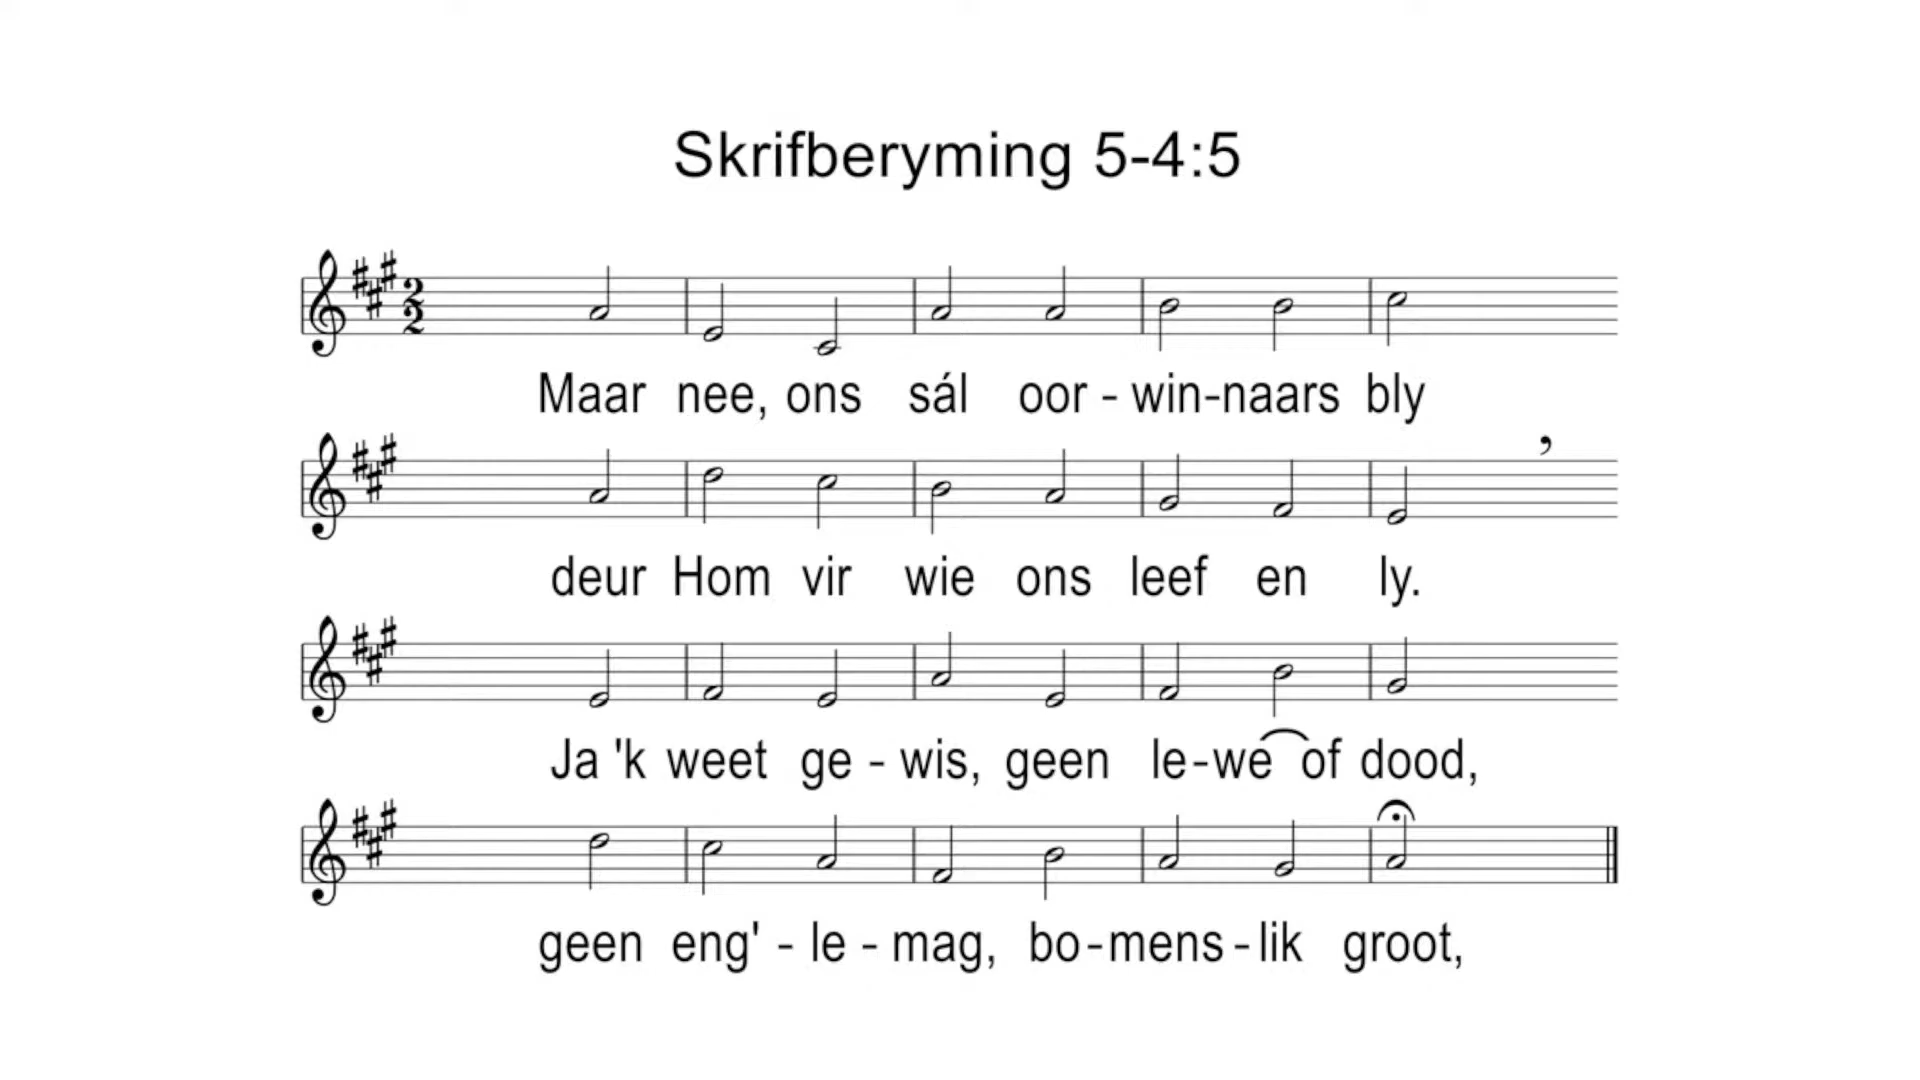 Skrifberyming 5-4:5
Maar nee, ons sál oor-win-naars bly
deur Hom vir wie ons leef en ly.
Ja 'k weet ge-wis, geen le-we of dood,
geen eng'-le-mag, bo-mens-lik groot,